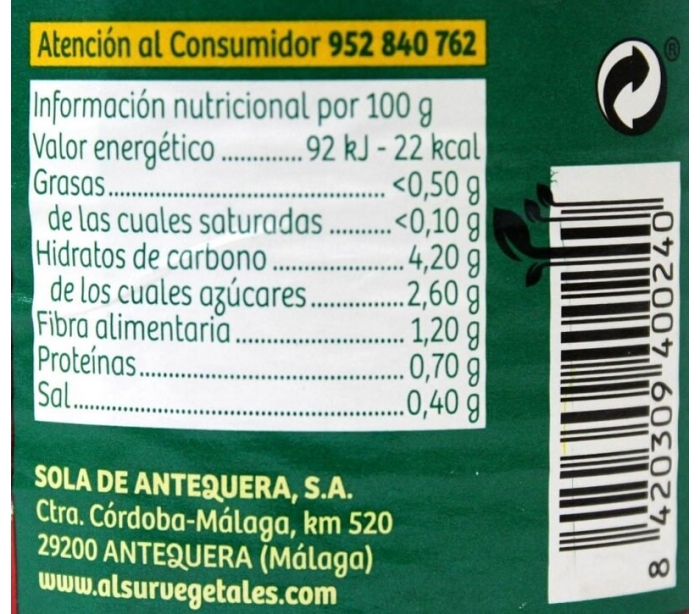 Atención al Consumidor 952 840 762
®
Información nutricional por 100 g
Valor energético ............. 92 kJ - 22 kcal
Grasas............................................ <0,50 g
de las cuales saturadas ..........<0,10 g
Hidratos de carbono .................... 4,20 g
de los cuales azúcares ...............2,60 g
Fibra alimentaria ......................... 1,20 g
Proteínas....................................... 0,70 g
Sal..................................................0,40 g
SOLA DE ANTEQUERA, S.A.
Ctra. Córdoba-Málaga, km 520
29200 ANTEQUERA (Málaga)
www.alsurvegetales.com
8 420309 400240